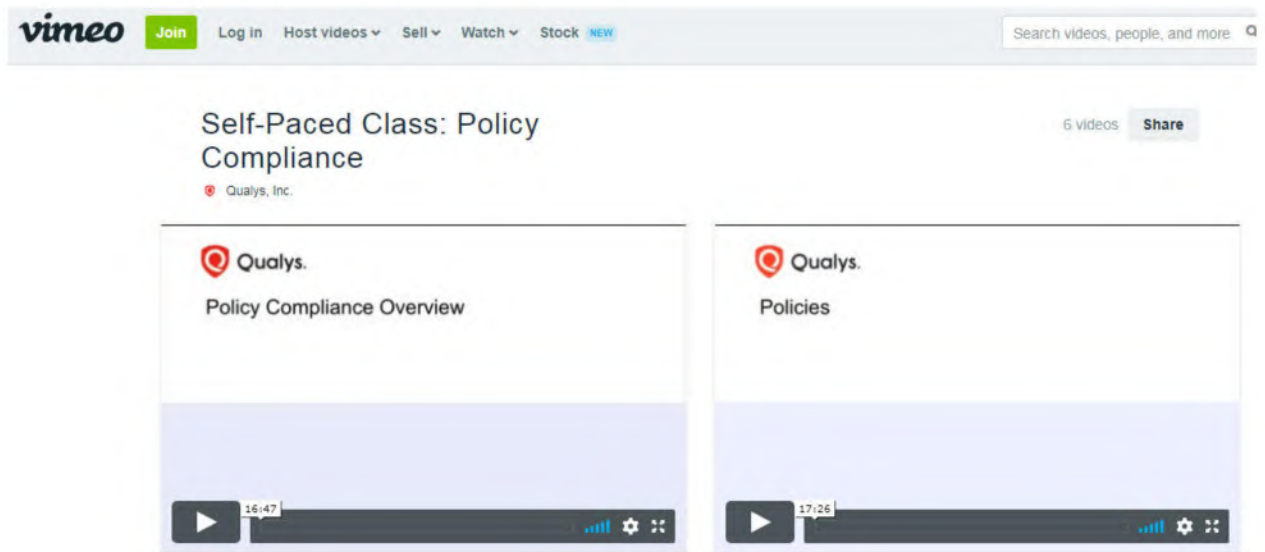 vimeo Join Log in Host videos Sell Watch Stock NEW Search videos, people, and more
Self-Paced Class: Policy
Compliance
6 videos Share
Qualys, Inc.
Qualys.
Policy Compliance Overview
16:47
Qualys.
Policies
17:26